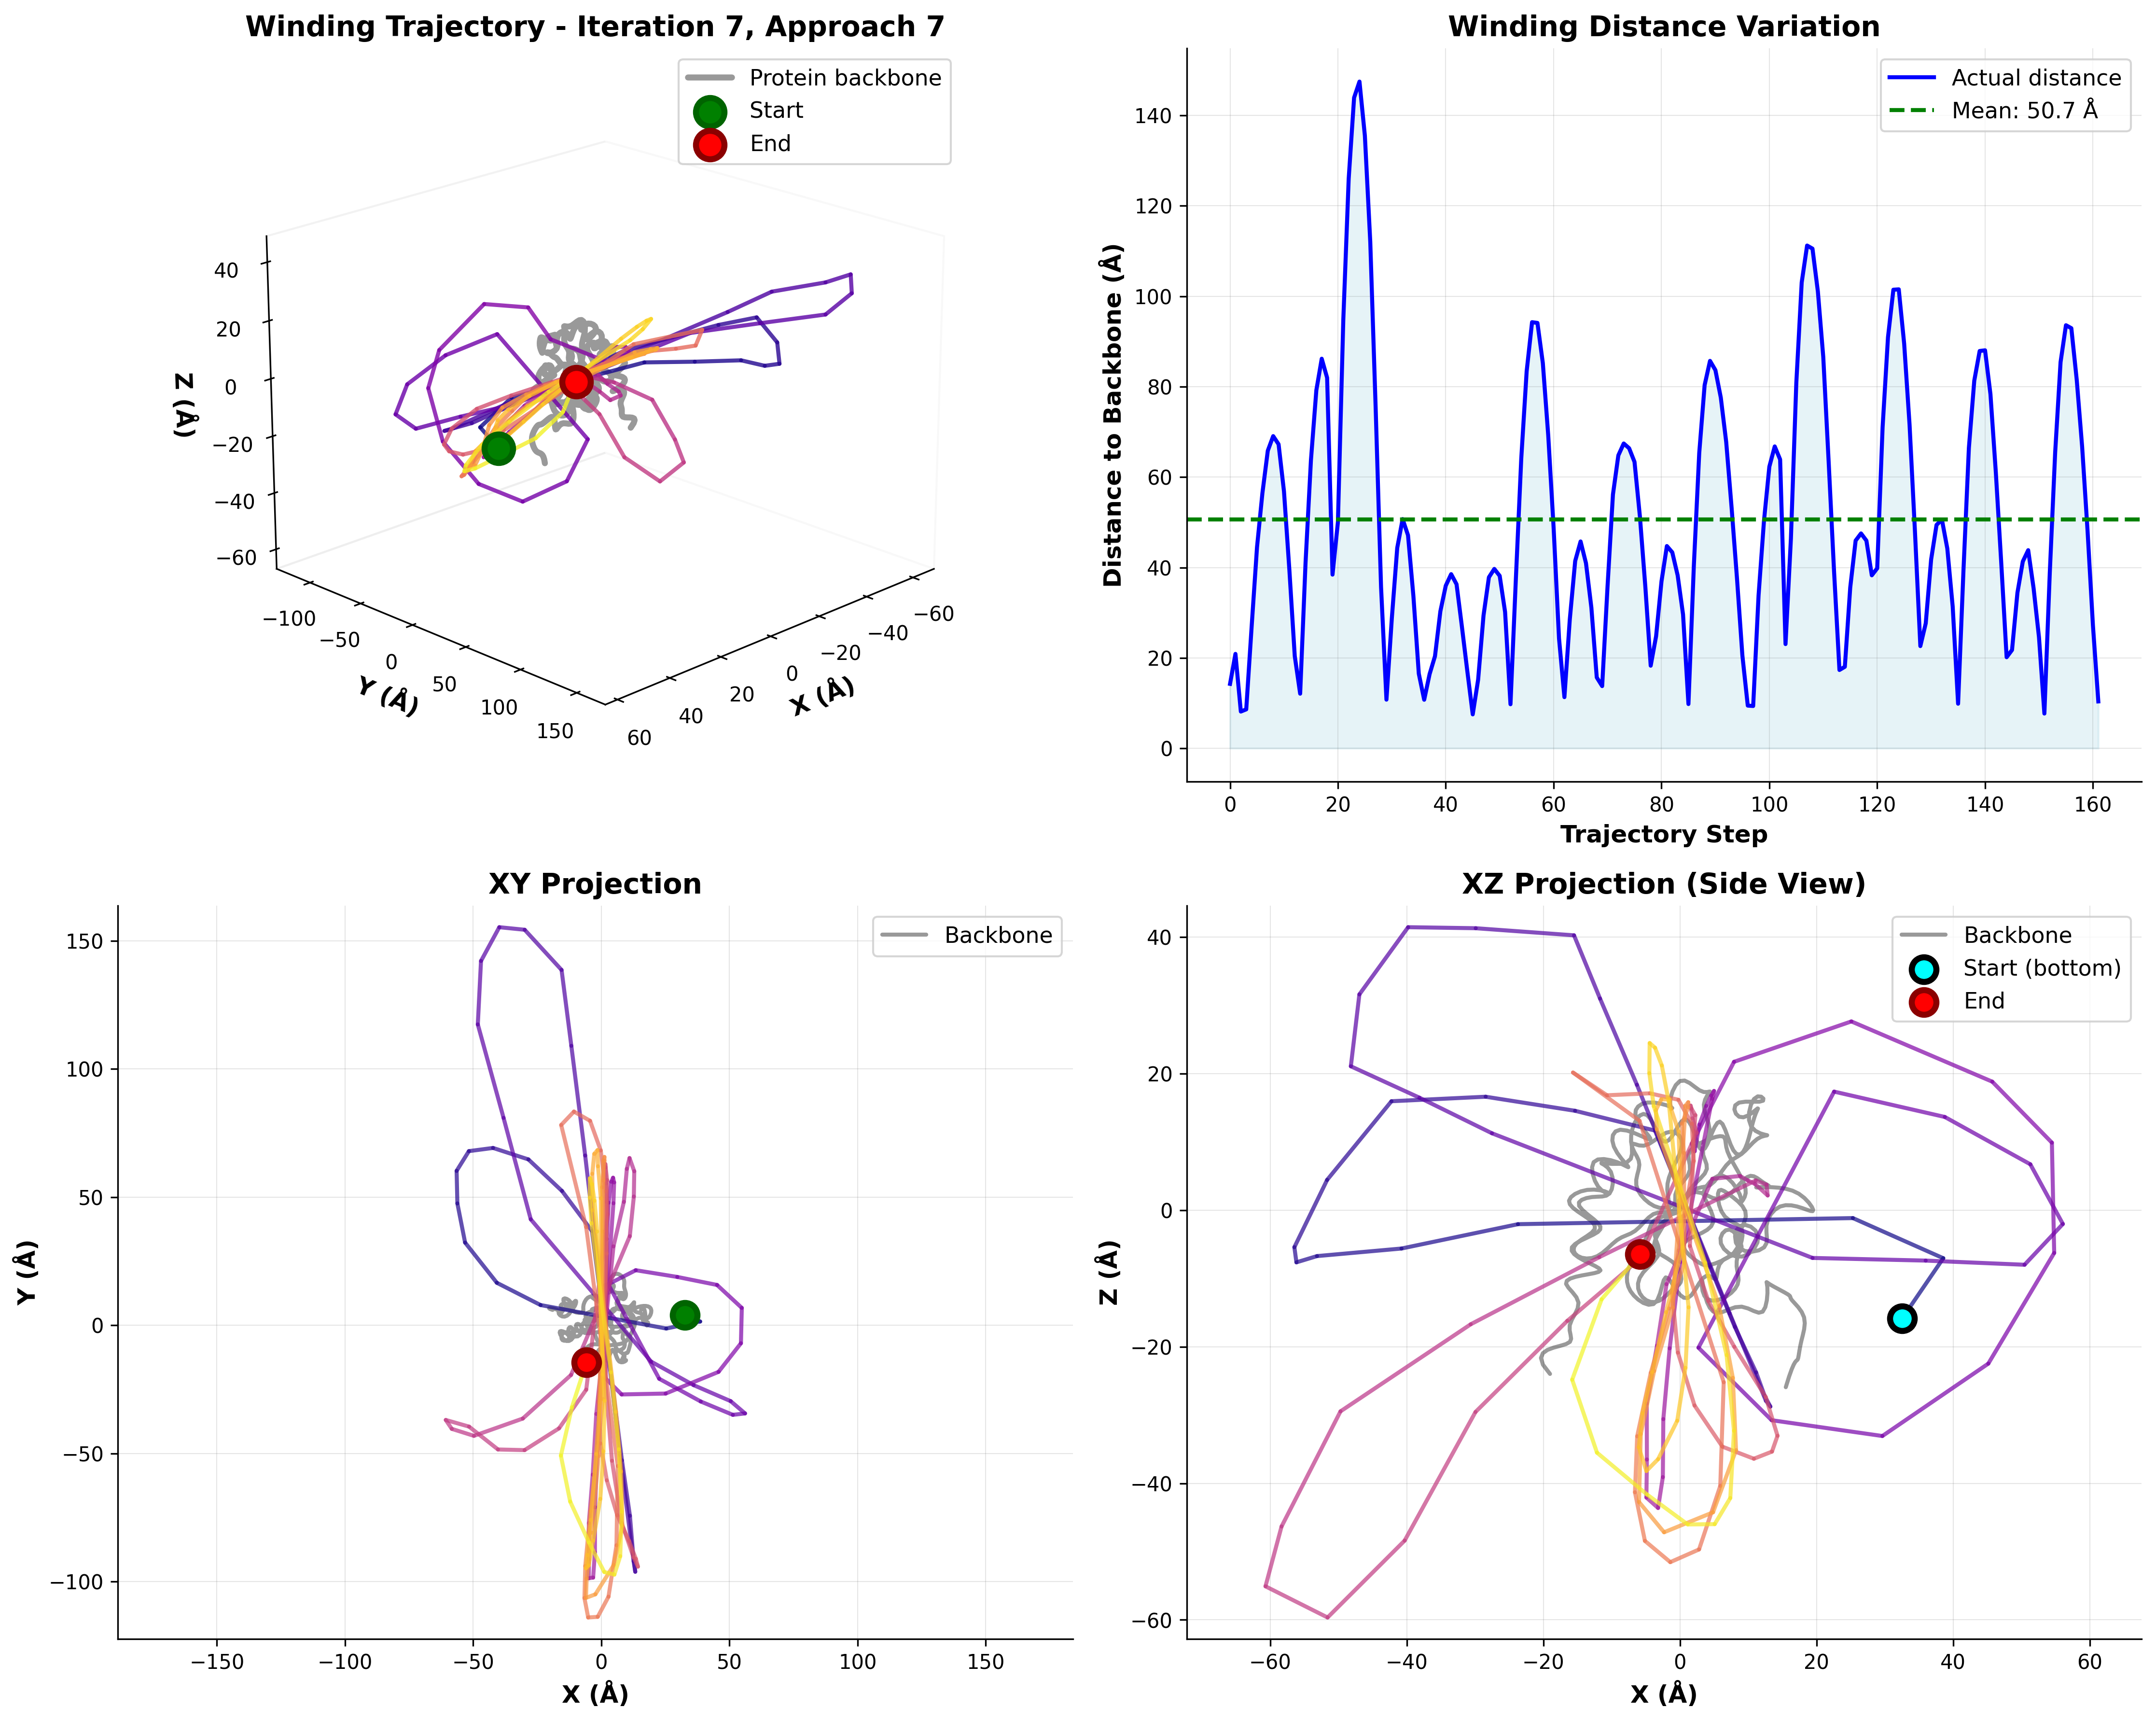 Winding Trajectory - Iteration 7, Approach 7
Protein backbone
Start
End
40
20
0
−20
−40
−60
Z (Å)
−100
−50
0
50
100
150
Y (Å)
60
40
20
0
−20
−40
−60
X (Å)
Winding Distance Variation
Actual distance
Mean: 50.7 Å
140
120
100
80
60
40
20
0
Distance to Backbone (Å)
0
20
40
60
80
100
120
140
160
Trajectory Step
XY Projection
Backbone
150
100
50
0
−50
−100
Y (Å)
−150
−100
−50
0
50
100
150
X (Å)
XZ Projection (Side View)
Backbone
Start (bottom)
End
40
20
0
−20
−40
−60
Z (Å)
−60
−40
−20
0
20
40
60
X (Å)